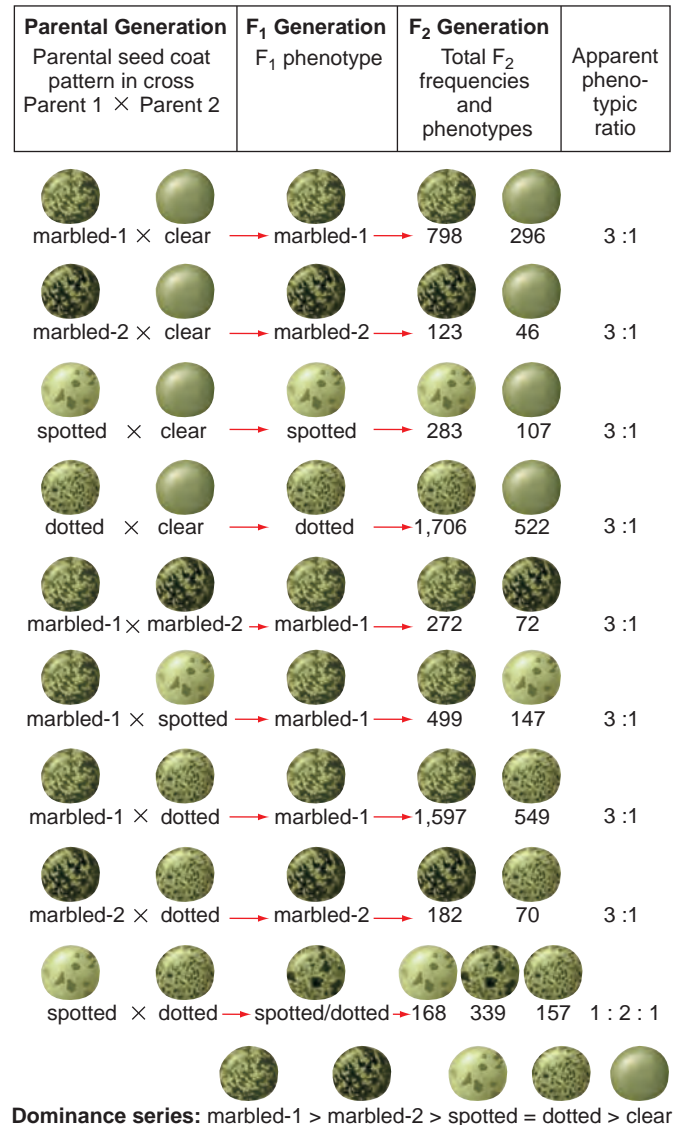 Parental Generation
Parental seed coat
pattern in cross
Parent 1 × Parent 2
F₁ Generation
F₁ phenotype
F₂ Generation
Total F₂
frequencies
and
phenotypes
Apparent
pheno-
typic
ratio
marbled-1 × clear → marbled-1 → 798 296 3 :1
marbled-2 × clear → marbled-2 → 123 46 3 :1
spotted × clear → spotted → 283 107 3 :1
dotted × clear → dotted → 1,706 522 3 :1
marbled-1 × marbled-2 → marbled-1 → 272 72 3 :1
marbled-1 × spotted → marbled-1 → 499 147 3 :1
marbled-1 × dotted → marbled-1 → 1,597 549 3 :1
marbled-2 × dotted → marbled-2 → 182 70 3 :1
spotted × dotted → spotted/dotted → 168 339 157 1 : 2 : 1
Dominance series: marbled-1 > marbled-2 > spotted = dotted > clear